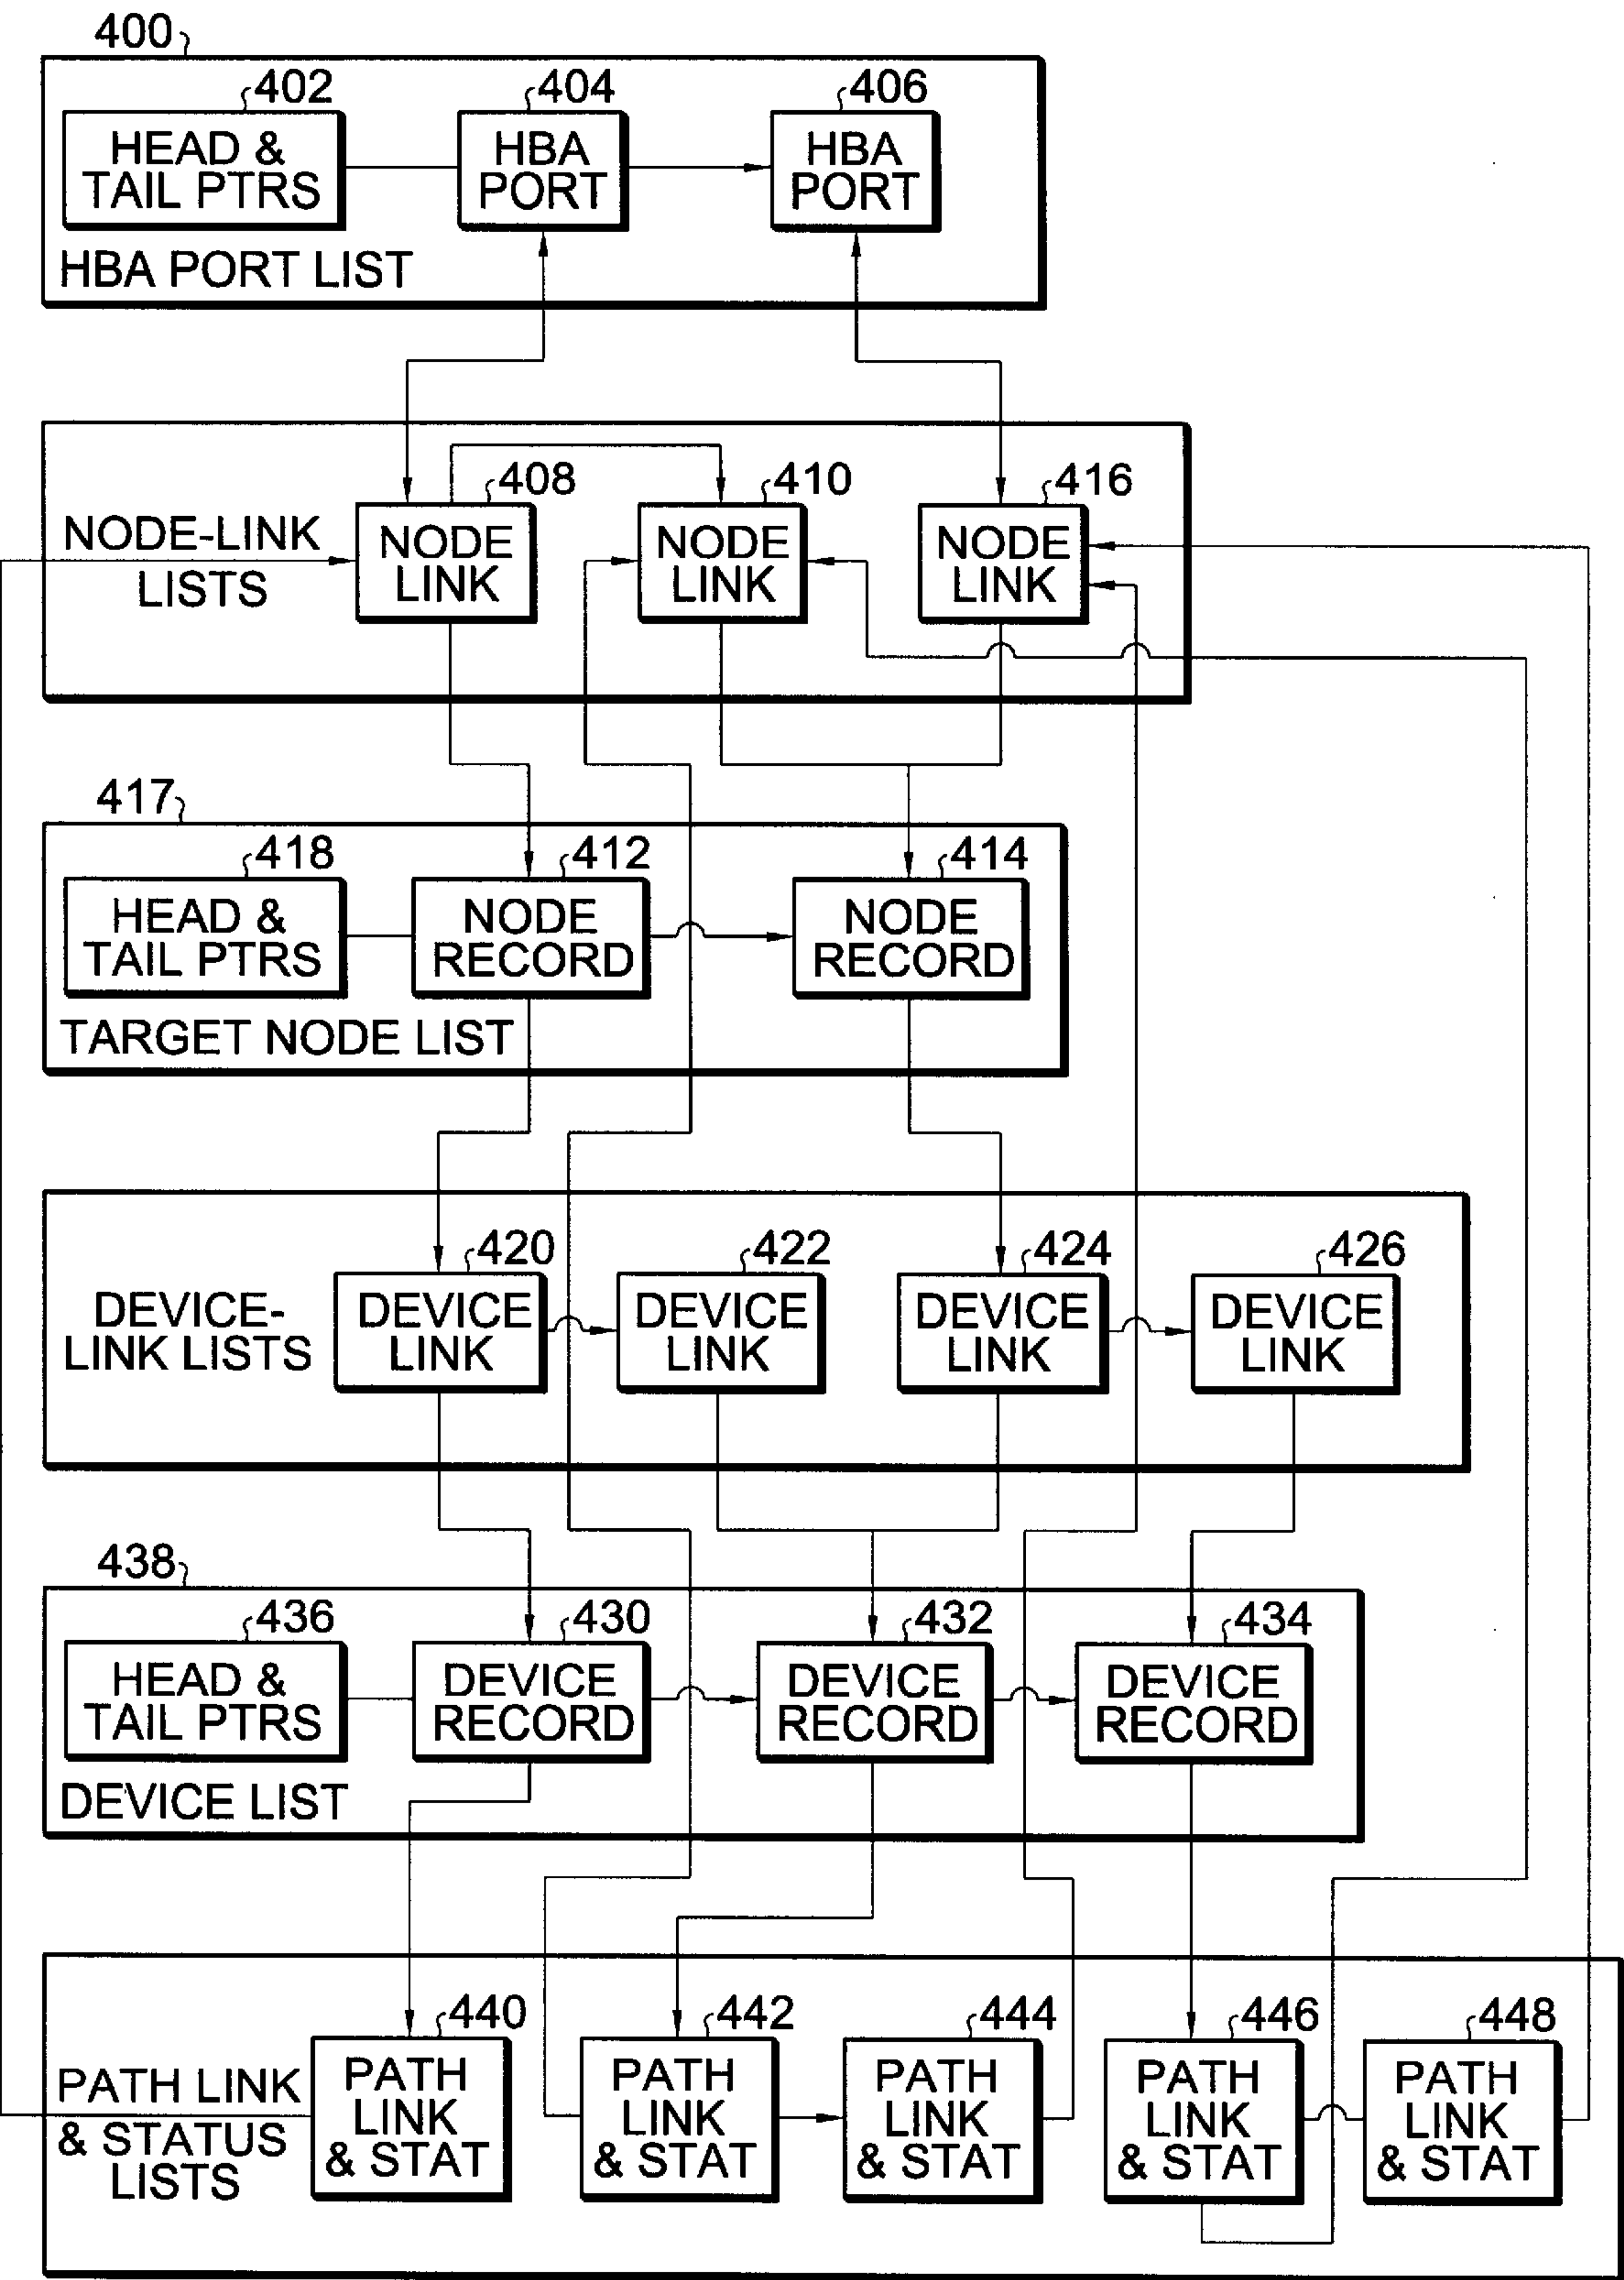 400
402
404
406
HEAD &
TAIL PTRS
HBA
PORT
HBA
PORT
HBA PORT LIST
408
410
416
NODE-LINK
LISTS
NODE
LINK
NODE
LINK
NODE
LINK
417
418
412
414
HEAD &
TAIL PTRS
NODE
RECORD
NODE
RECORD
TARGET NODE LIST
420
422
424
426
DEVICE-
LINK LISTS
DEVICE
LINK
DEVICE
LINK
DEVICE
LINK
DEVICE
LINK
438
436
430
432
434
HEAD &
TAIL PTRS
DEVICE
RECORD
DEVICE
RECORD
DEVICE
RECORD
DEVICE LIST
440
442
444
446
448
PATH LINK
& STATUS
LISTS
PATH
LINK
& STAT
PATH
LINK
& STAT
PATH
LINK
& STAT
PATH
LINK
& STAT
PATH
LINK
& STAT